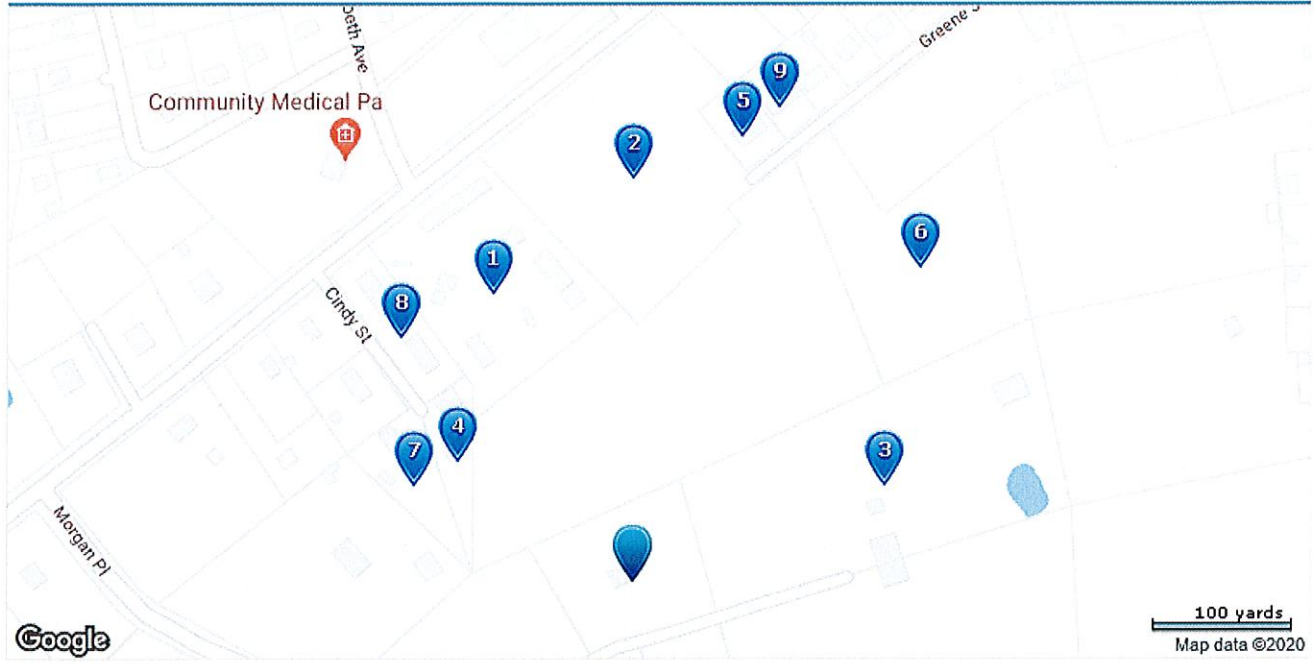 beth Ave
Greene S
Community Medical Pa
9
5
2
6
1
Cindy St
8
4
7
3
Morgan Pl
100 yards
Google
Map data ©2020